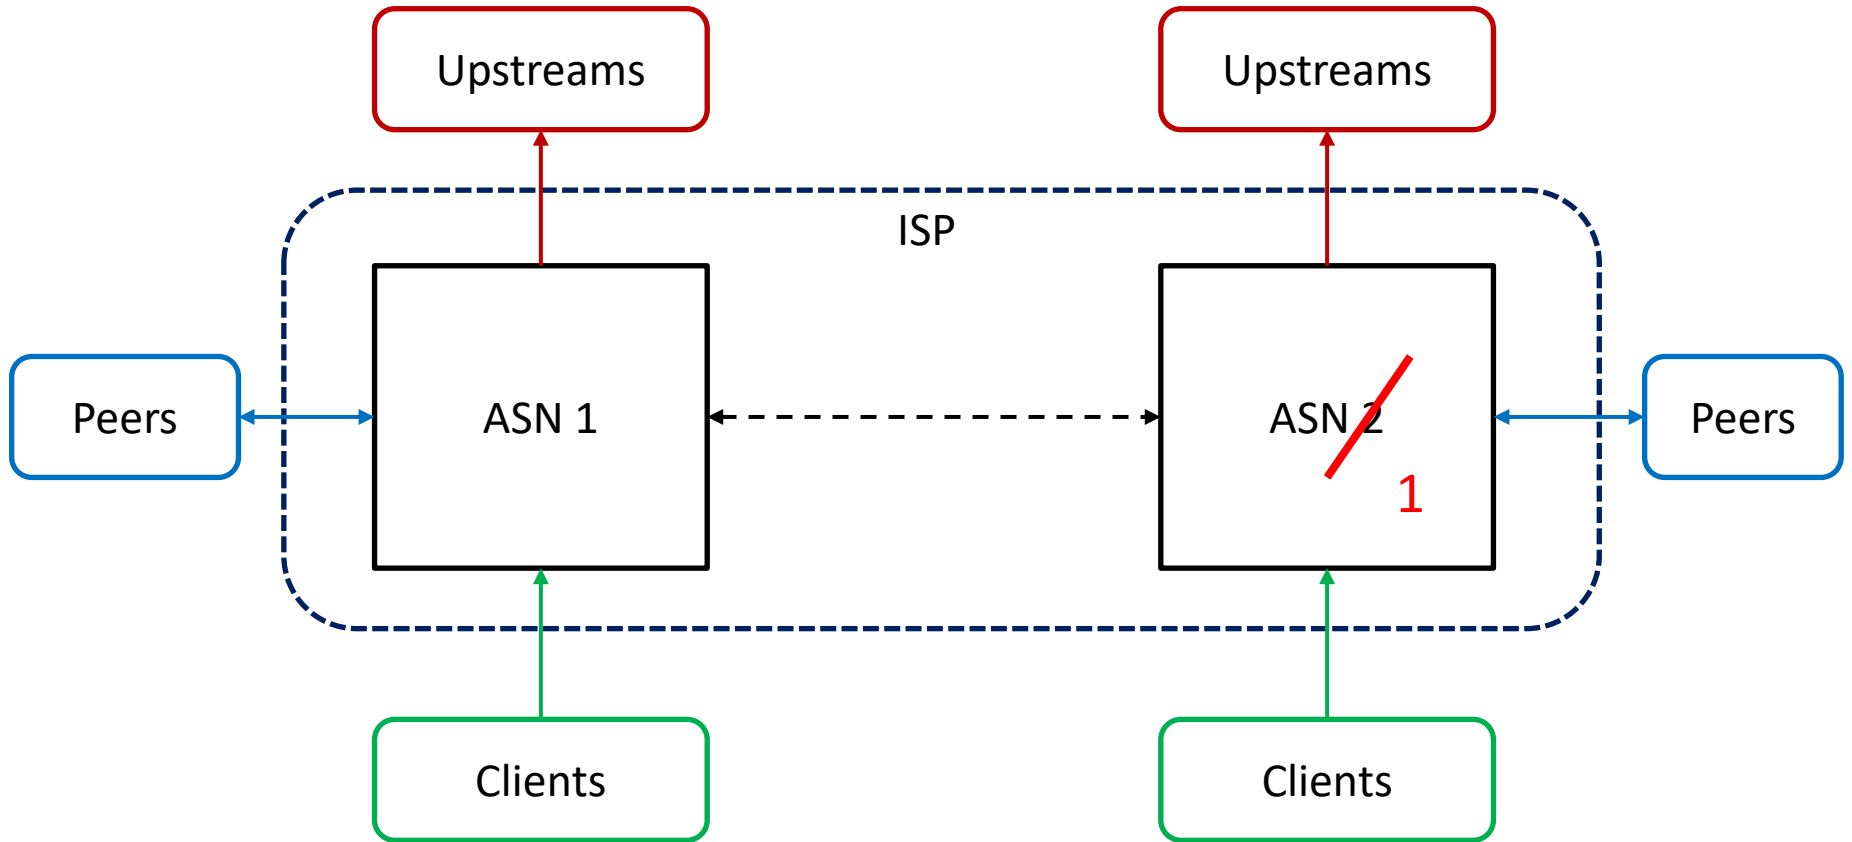 Upstreams
Upstreams
ISP
Peers
ASN 1
ASN 2
Peers
1
Clients
Clients